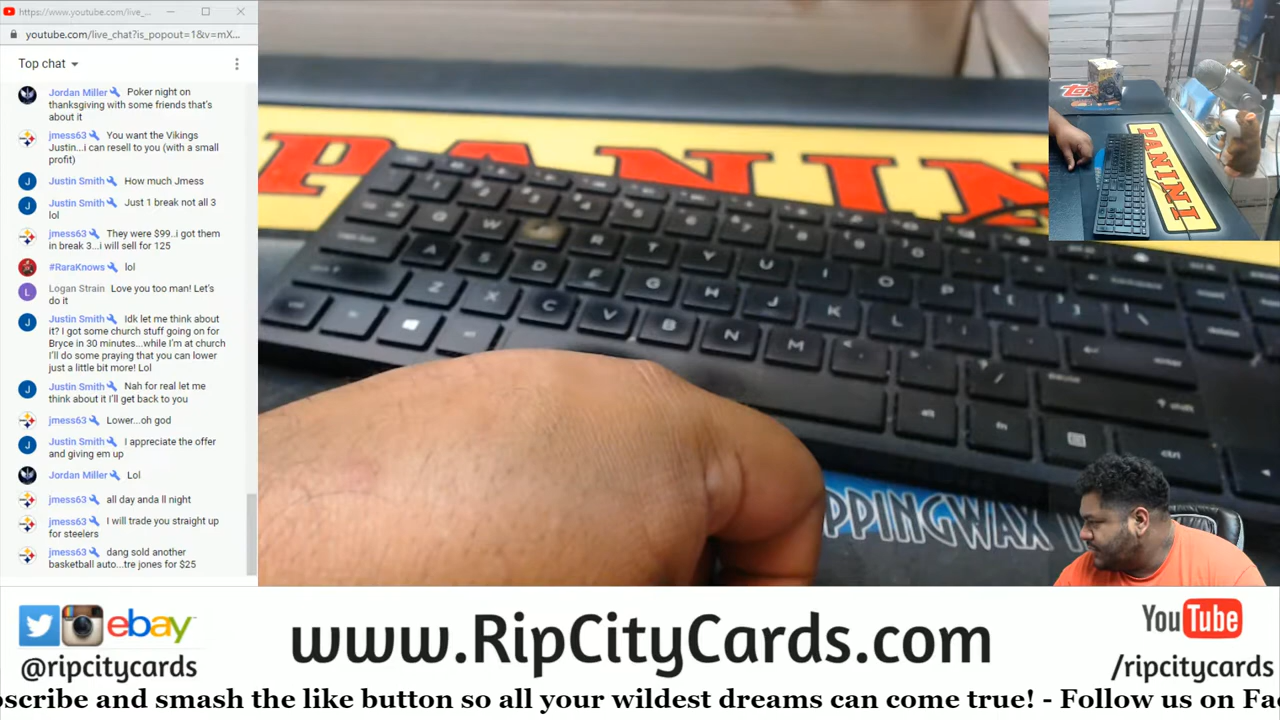 https://www.youtube.com/live_...
youtube.com/live_chat?is_popout=1&v=mX...
Top chat
Jordan Miller Poker night on
thanksgiving with some friends that's
about it
jmess63 You want the Vikings
Justin...i can resell to you (with a small
profit)
Justin Smith How much Jmess
Justin Smith Just 1 break not all 3
lol
jmess63 They were $99...i got them
in break 3...i will sell for 125
#RaraKnows lol
Logan Strain Love you too man! Let's
do it
Justin Smith Idk let me think about
it? I got some church stuff going on for
Bryce in 30 minutes...while I'm at church
I'll do some praying that you can lower
just a little bit more! Lol
Justin Smith Nah for real let me
think about it I'll get back to you
jmess63 Lower...oh god
Justin Smith I appreciate the offer
and giving em up
Jordan Miller Lol
jmess63 all day anda ll night
jmess63 I will trade you straight up
for steelers
jmess63 dang sold another
basketball auto...tre jones for $25
PANINI
Q W R T Y U I O P
A S D F G H J K L
Z X C V B N M
alt fn ctrl
PPINGWAX
PANINI
ebay
@ripcitycards
www.RipCityCards.com
YouTube
/ripcitycards
bscribe and smash the like button so all your wildest dreams can come true! - Follow us on Fa